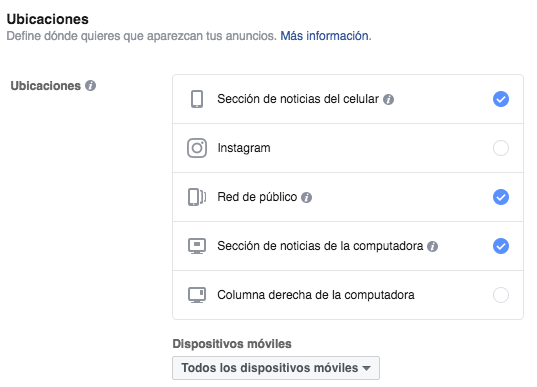 Ubicaciones
Define dónde quieres que aparezcan tus anuncios. Más información.
Ubicaciones
Sección de noticias del celular
Instagram
Red de público
Sección de noticias de la computadora
Columna derecha de la computadora
Dispositivos móviles
Todos los dispositivos móviles